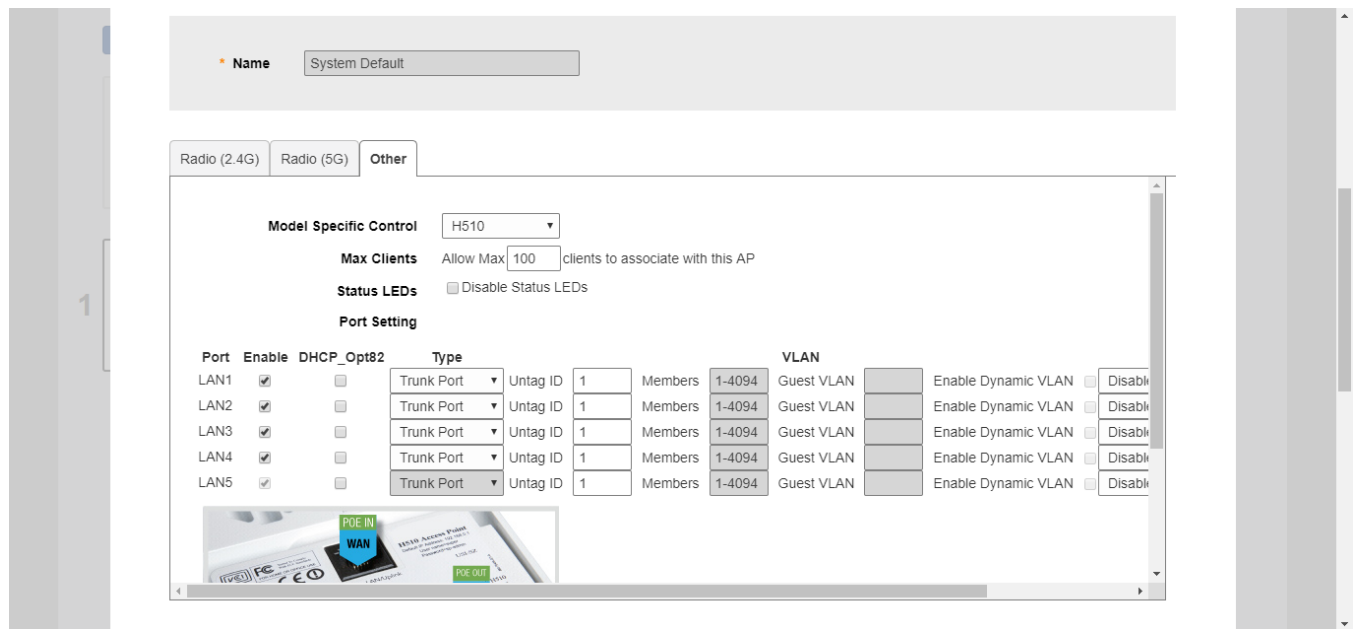 * Name System Default
Radio (2.4G) Radio (5G) Other
Model Specific Control H510
Max Clients Allow Max 100 clients to associate with this AP
Status LEDs Disable Status LEDs
Port Setting
1
Port Enable DHCP_Opt82 Type VLAN
LAN1 Trunk Port Untag ID 1 Members 1-4094 Guest VLAN Enable Dynamic VLAN Disable
LAN2 Trunk Port Untag ID 1 Members 1-4094 Guest VLAN Enable Dynamic VLAN Disable
LAN3 Trunk Port Untag ID 1 Members 1-4094 Guest VLAN Enable Dynamic VLAN Disable
LAN4 Trunk Port Untag ID 1 Members 1-4094 Guest VLAN Enable Dynamic VLAN Disable
LAN5 Trunk Port Untag ID 1 Members 1-4094 Guest VLAN Enable Dynamic VLAN Disable
POE IN
WAN
H510 Access Point
POE OUT